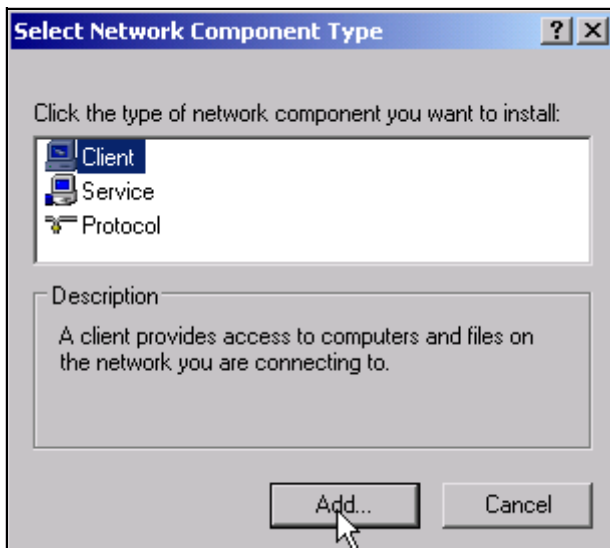 Select Network Component Type
Click the type of network component you want to install:
Client
Service
Protocol
Description
A client provides access to computers and files on
the network you are connecting to.
Add...
Cancel